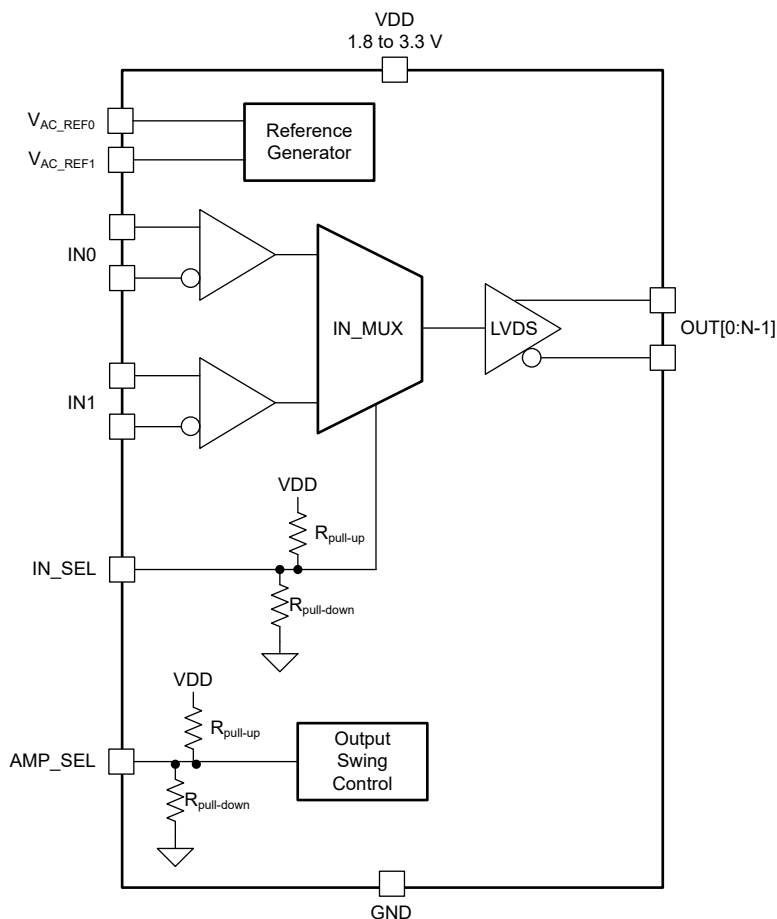 VDD
1.8 to 3.3 V
VAC_REF0
VAC_REF1
Reference
Generator
IN0
IN1
IN_MUX
LVDS
OUT[0:N-1]
VDD
Rpull-up
IN_SEL
Rpull-down
VDD
Rpull-up
AMP_SEL
Rpull-down
Output
Swing
Control
GND